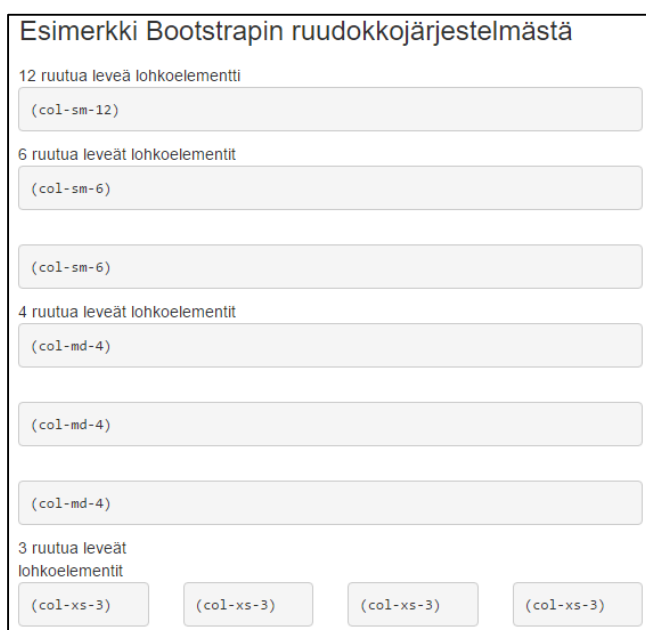 Esimerkki Bootstrapin ruudokkojärjestelmästä
12 ruutua leveä lohkoelementti
(col-sm-12)
6 ruutua leveät lohkoelementit
(col-sm-6)
(col-sm-6)
4 ruutua leveät lohkoelementit
(col-md-4)
(col-md-4)
(col-md-4)
3 ruutua leveät
lohkoelementit
(col-xs-3) (col-xs-3) (col-xs-3) (col-xs-3)